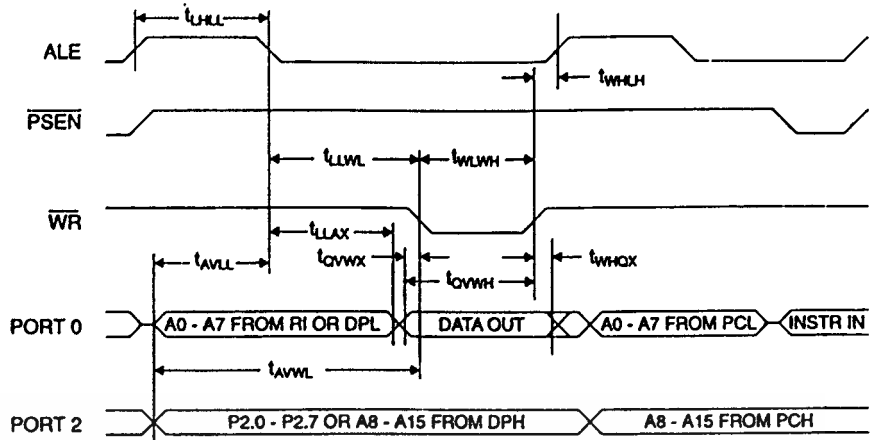 tLHLL
ALE
tWHLH
PSEN
tLLWL
tWLWH
WR
tLLAX
tQVWX
tWHQX
tAVLL
tQVWH
PORT 0
A0 - A7 FROM RI OR DPL
DATA OUT
A0 - A7 FROM PCL
INSTR IN
tAVWL
PORT 2
P2.0 - P2.7 OR A8 - A15 FROM DPH
A8 - A15 FROM PCH